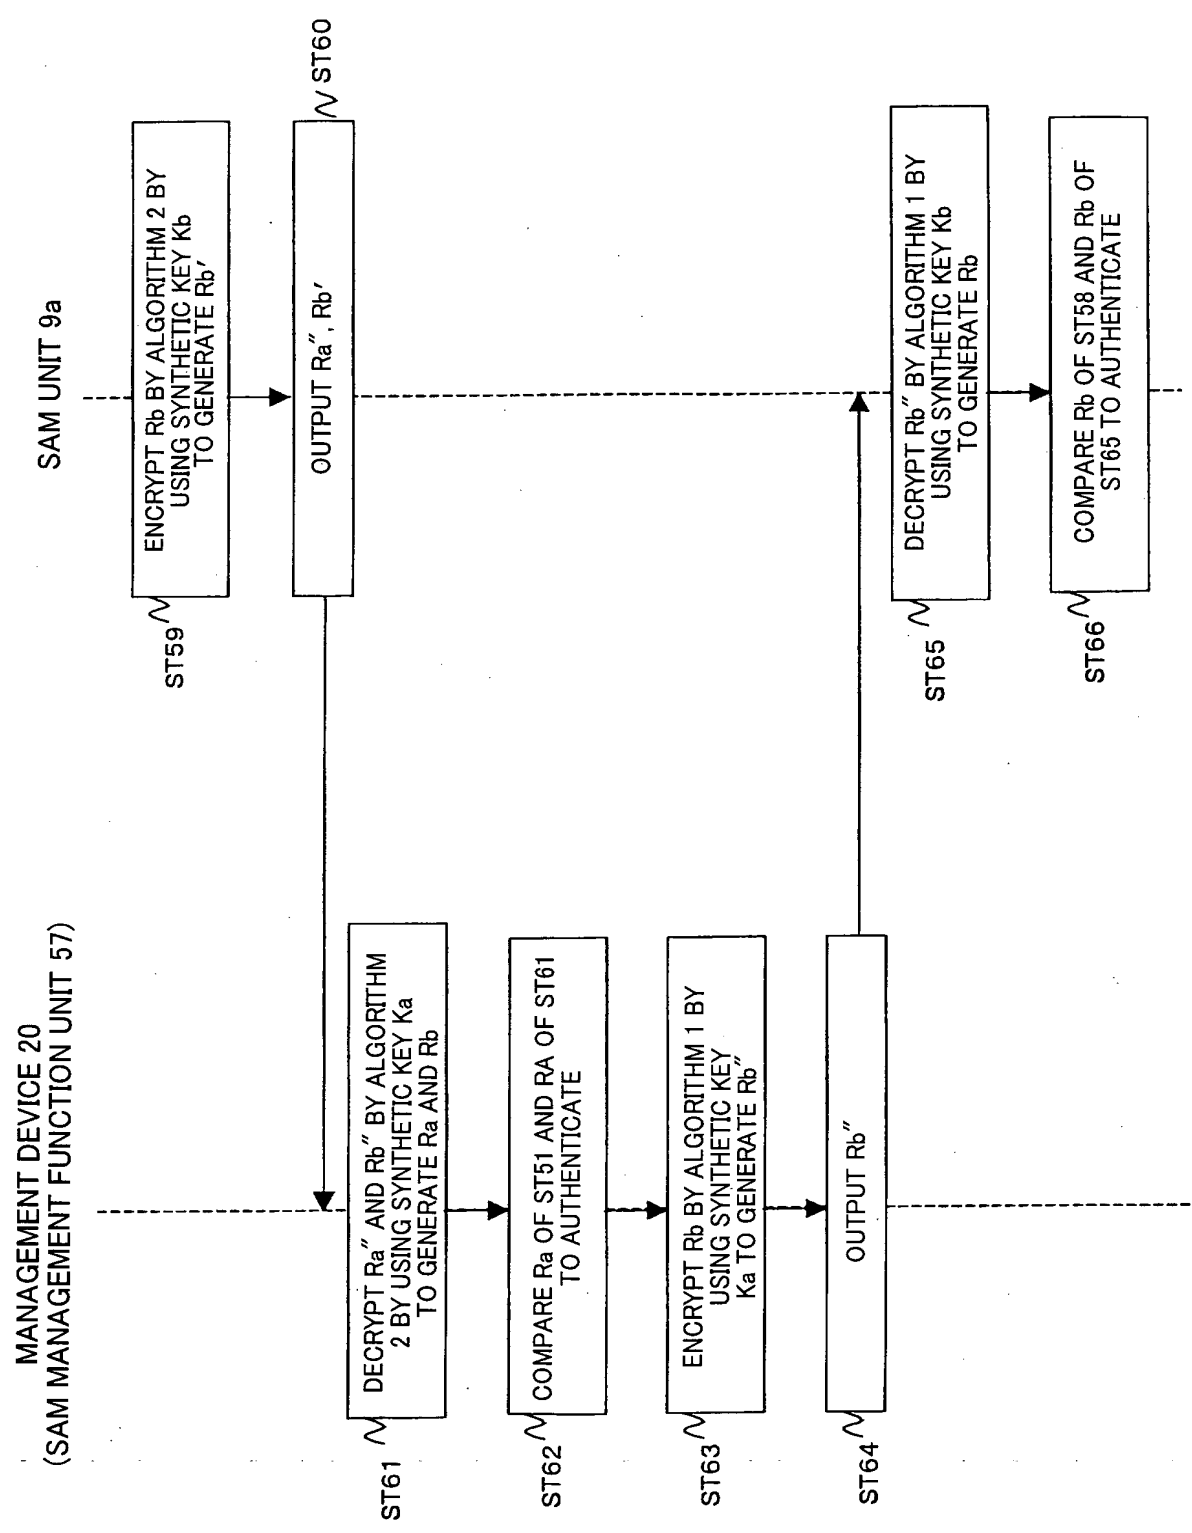 MANAGEMENT DEVICE 20
(SAM MANAGEMENT FUNCTION UNIT 57)
SAM UNIT 9a
ST59
ENCRYPT Rb BY ALGORITHM 2 BY
USING SYNTHETIC KEY Kb
TO GENERATE Rb′
ST60
OUTPUT Ra″, Rb′
ST61
DECRYPT Ra″ AND Rb″ BY ALGORITHM
2 BY USING SYNTHETIC KEY Ka
TO GENERATE Ra AND Rb
ST62
COMPARE Ra OF ST51 AND RA OF ST61
TO AUTHENTICATE
ST63
ENCRYPT Rb BY ALGORITHM 1 BY
USING SYNTHETIC KEY
Ka TO GENERATE Rb″
ST64
OUTPUT Rb″
ST65
DECRYPT Rb″ BY ALGORITHM 1 BY
USING SYNTHETIC KEY Kb
TO GENERATE Rb
ST66
COMPARE Rb OF ST58 AND Rb OF
ST65 TO AUTHENTICATE